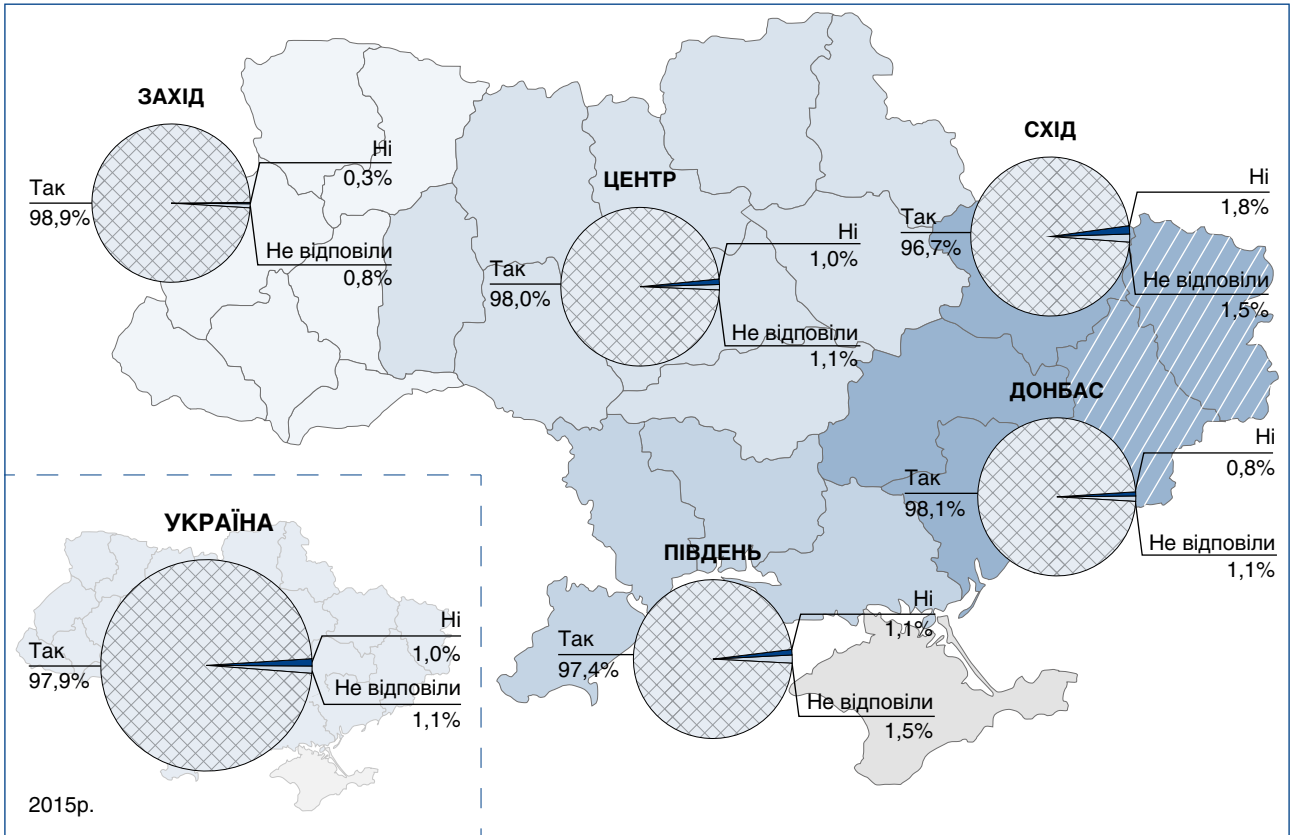 ЗАХІД
Так
98,9%
Ні
0,3%
Не відповіли
0,8%
ЦЕНТР
Так
98,0%
Ні
1,0%
Не відповіли
1,1%
СХІД
Так
96,7%
Ні
1,8%
Не відповіли
1,5%
ДОНБАС
Так
98,1%
Ні
0,8%
Не відповіли
1,1%
ПІВДЕНЬ
Так
97,4%
Ні
1,1%
Не відповіли
1,5%
УКРАЇНА
Так
97,9%
Ні
1,0%
Не відповіли
1,1%
2015р.